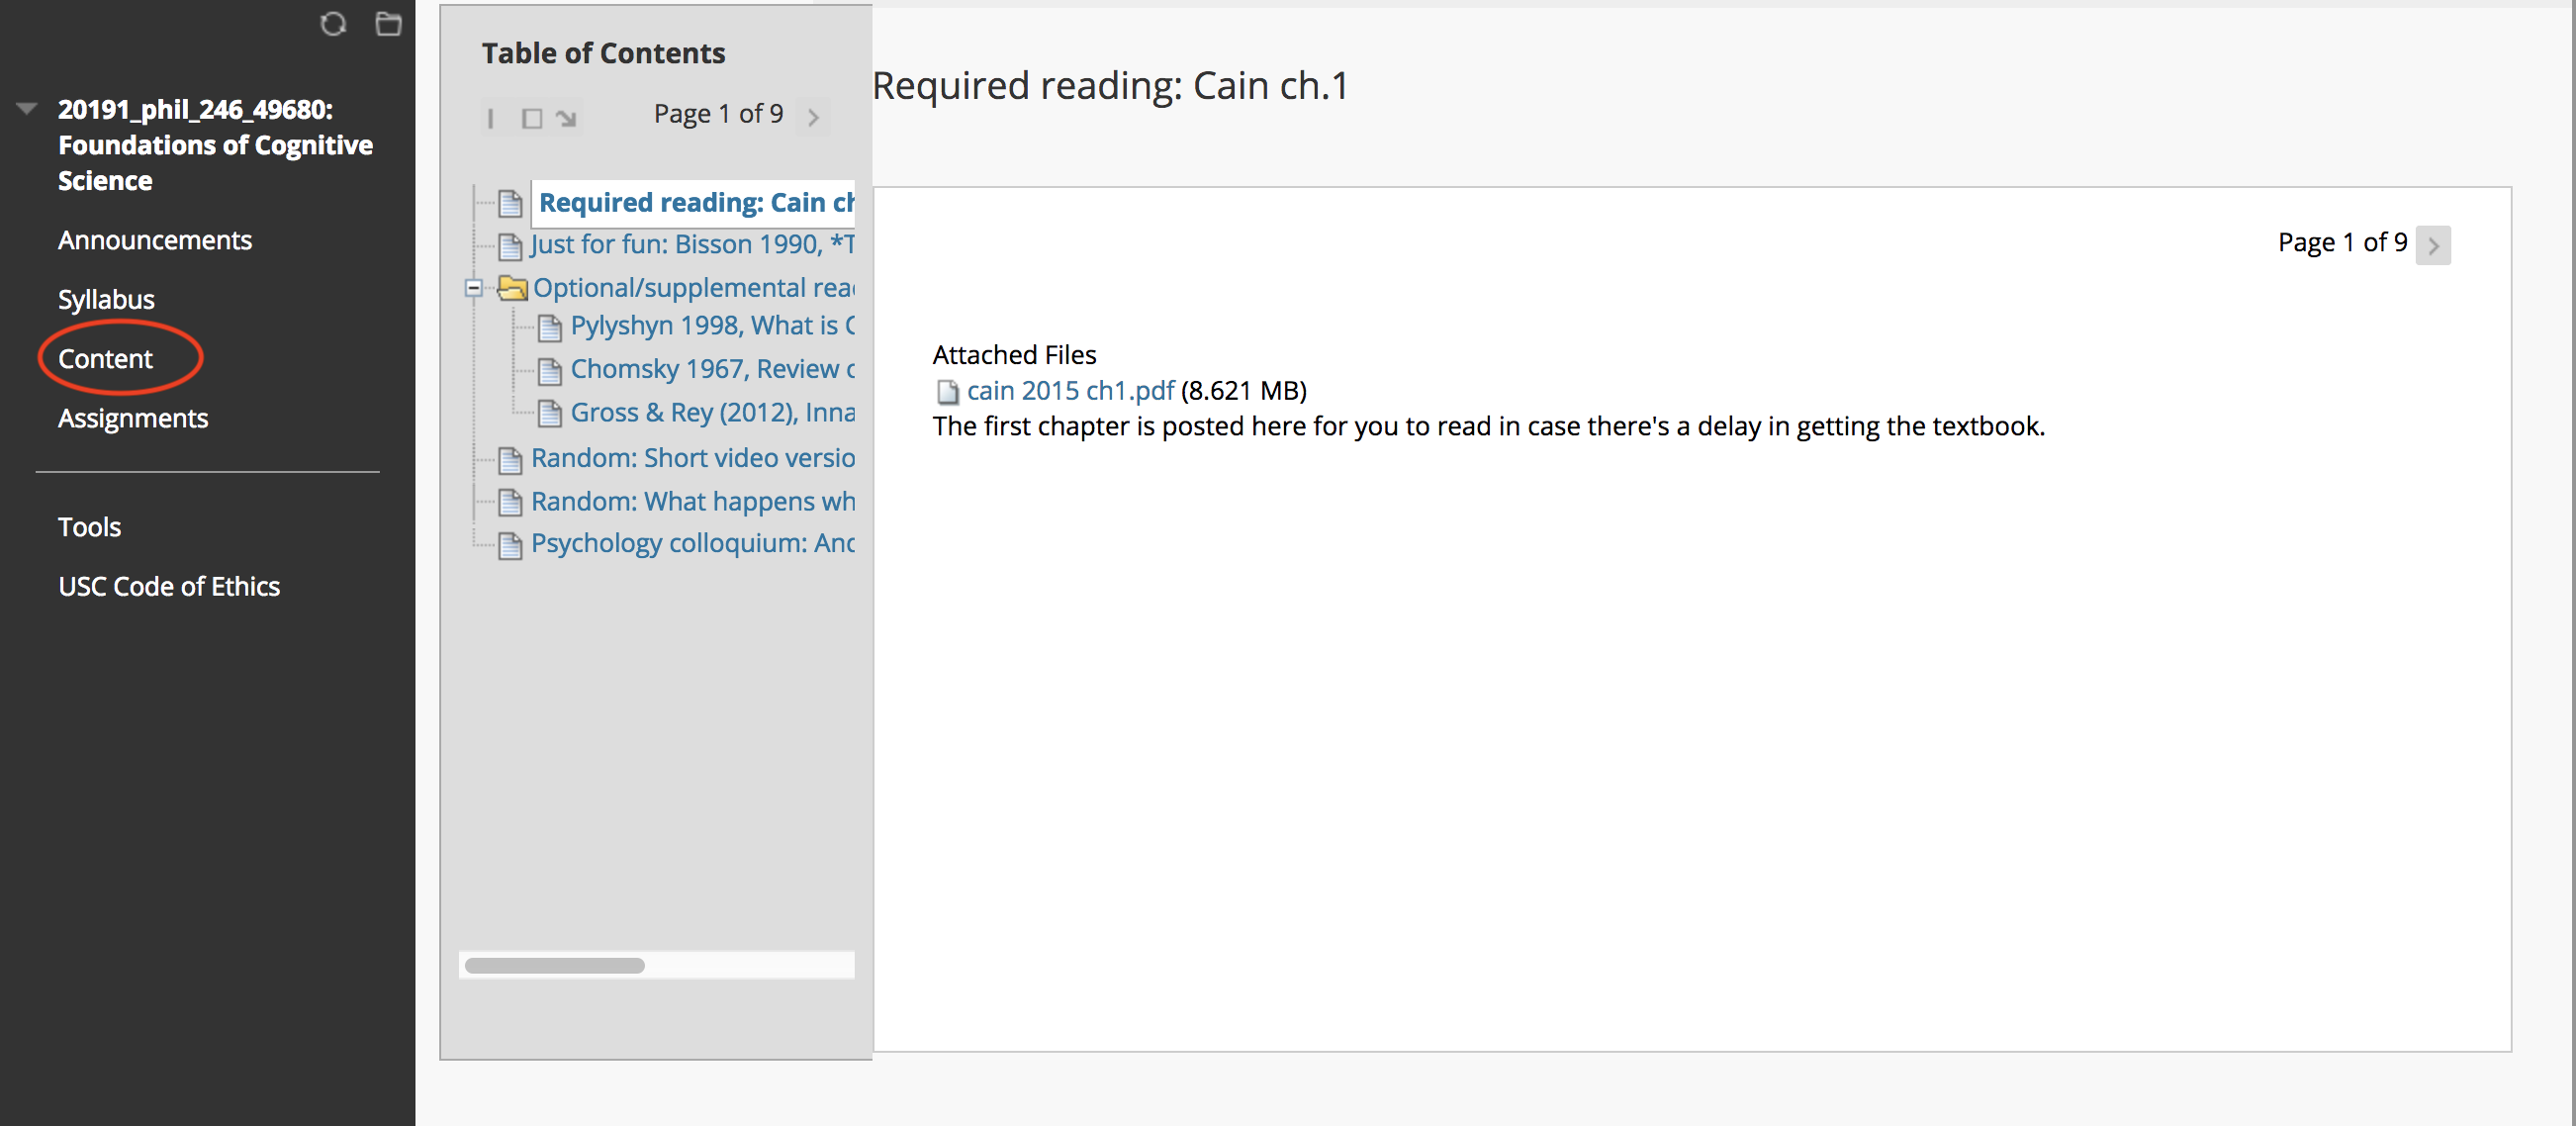 20191_phil_246_49680:
Foundations of Cognitive
Science
Announcements
Syllabus
Content
Assignments
Tools
USC Code of Ethics
Table of Contents
Page 1 of 9
Required reading: Cain ch
Just for fun: Bisson 1990, *T
Optional/supplemental rea
Pylyshyn 1998, What is C
Chomsky 1967, Review o
Gross & Rey (2012), Inna
Random: Short video versio
Random: What happens wh
Psychology colloquium: And
Required reading: Cain ch.1
Page 1 of 9
Attached Files
cain 2015 ch1.pdf (8.621 MB)
The first chapter is posted here for you to read in case there's a delay in getting the textbook.